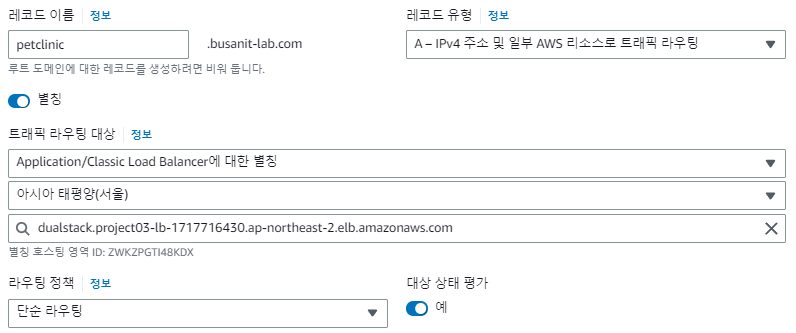 레코드 이름 정보
레코드 유형 정보
petclinic .busanit-lab.com
A – IPv4 주소 및 일부 AWS 리소스로 트래픽 라우팅
루트 도메인에 대한 레코드를 생성하려면 비워 둡니다.
별칭
트래픽 라우팅 대상 정보
Application/Classic Load Balancer에 대한 별칭
아시아 태평양(서울)
dualstack.project03-lb-1717716430.ap-northeast-2.elb.amazonaws.com
별칭 호스팅 영역 ID: ZWKZPGTI48KDX
라우팅 정책 정보
대상 상태 평가
단순 라우팅
예